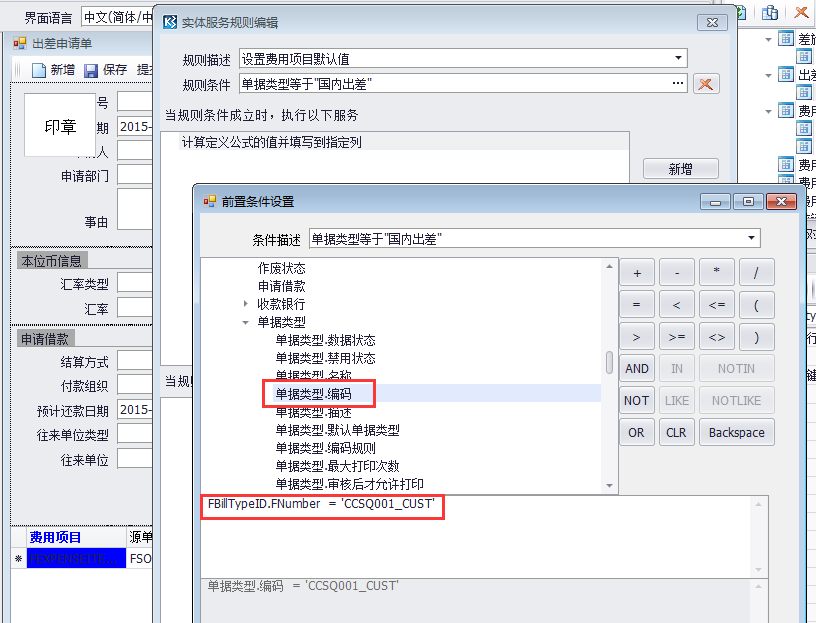 界面语言 中文(简体/中
出差申请单
新增 保存 提
印章
号
期 2015-
人
申请部门
事由
本位币信息
汇率类型
汇率
申请借款
结算方式
付款组织
预计还款日期 2015-
往来单位类型
往来单位
费用项目 源单
FSO
实体服务规则编辑
规则描述 设置费用项目默认值
规则条件 单据类型等于"国内出差" ...
当规则条件成立时，执行以下服务
计算定义公式的值并填写到指定列
新增
当规
前置条件设置
条件描述 单据类型等于"国内出差"
作废状态
申请借款
收款银行
单据类型
单据类型.数据状态
单据类型.禁用状态
单据类型.名称
单据类型.编码
单据类型.描述
单据类型.默认单据类型
单据类型.编码规则
单据类型.最大打印次数
单据类型.审核后才允许打印
+ - * /
= < <= (
> >= <> )
AND IN NOTIN
NOT LIKE NOTLIKE
OR CLR Backspace
FBillTypeID.FNumber = 'CCSQ001_CUST'
单据类型.编码 = 'CCSQ001_CUST'
差旅
出差
费用
费用
费用